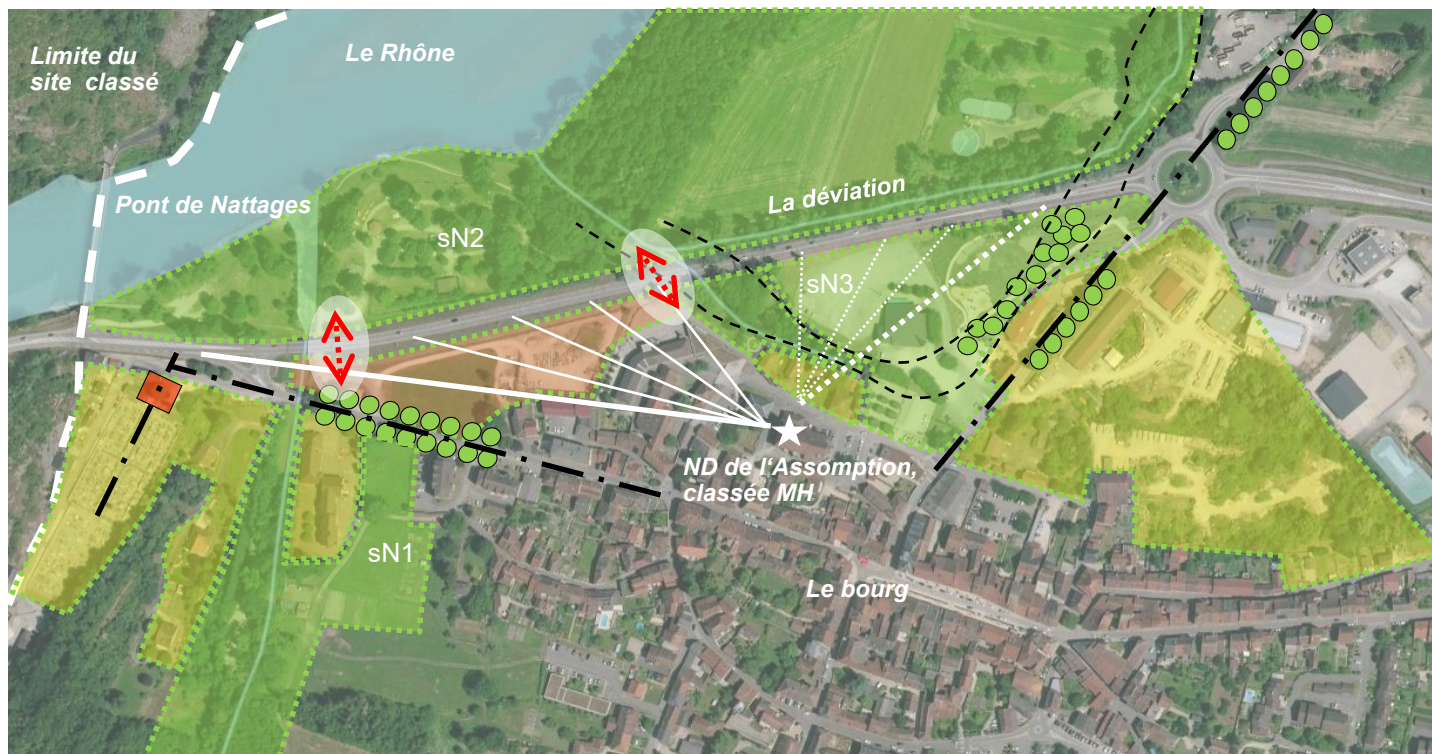 Limite du
site classé
Le Rhône
Pont de Nattages
La déviation
sN2
sN3
ND de l'Assomption,
classée MH
sN1
Le bourg